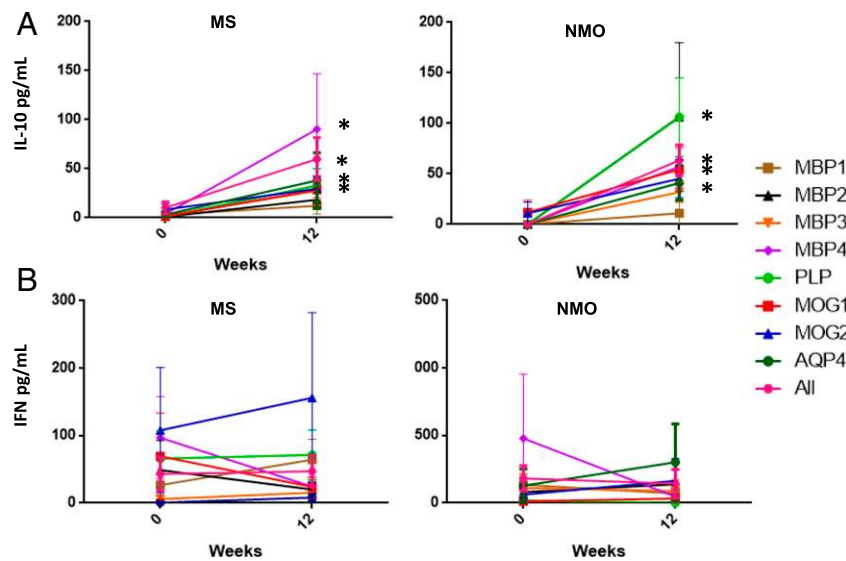 A
MS
NMO
IL-10 pg/mL
200
150
100
50
0
0
12
Weeks
*
*
*
*
200
150
100
50
0
0
12
Weeks
*
*
*
*
MBP1
MBP2
MBP3
MBP4
PLP
MOG1
MOG2
AQP4
All
B
MS
NMO
IFN pg/mL
300
200
100
0
0
12
Weeks
500
000
500
0
0
12
Weeks